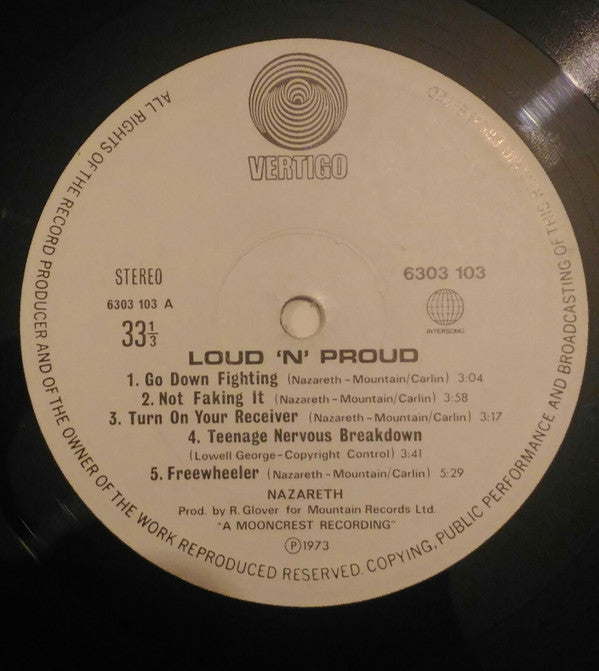 VERTIGO
STEREO
6303 103
6303 103 A
33⅓
INTERSONG
LOUD 'N' PROUD
1. Go Down Fighting (Nazareth – Mountain/Carlin) 3:04
2. Not Faking It (Nazareth – Mountain/Carlin) 3:58
3. Turn On Your Receiver (Nazareth – Mountain/Carlin) 3:17
4. Teenage Nervous Breakdown
(Lowell George – Copyright Control) 3:41
5. Freewheeler (Nazareth – Mountain/Carlin) 5:29
NAZARETH
Prod. by R. Glover for Mountain Records Ltd.
"A MOONCREST RECORDING"
Ⓟ1973
ALL RIGHTS OF THE RECORD PRODUCER AND OF THE OWNER OF THE WORK REPRODUCED RESERVED. COPYING, PUBLIC PERFORMANCE AND BROADCASTING OF THIS